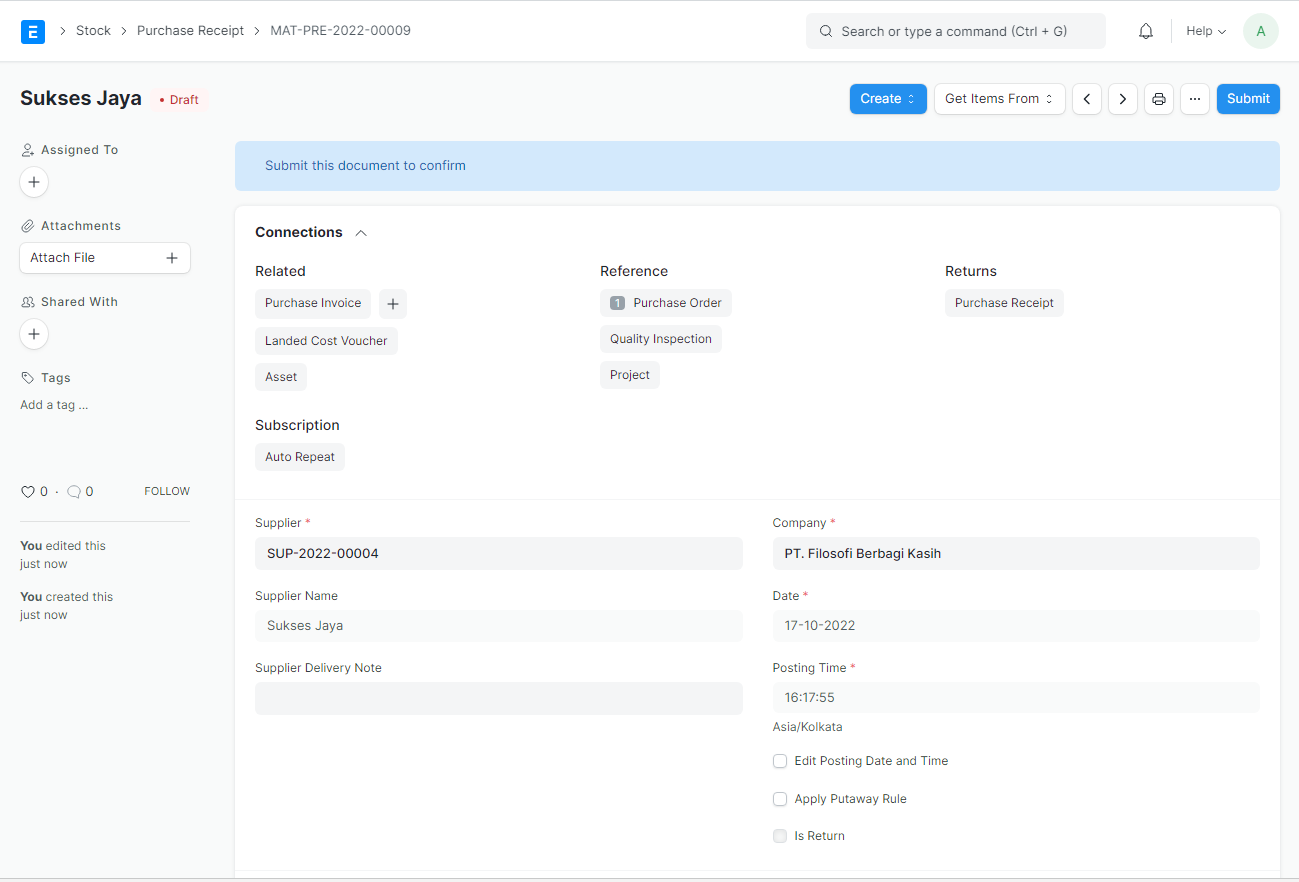 E Stock Purchase Receipt MAT-PRE-2022-00009 Search or type a command (Ctrl + G) Help A
Sukses Jaya • Draft Create Get Items From ... Submit
Assigned To
Submit this document to confirm
Attachments
Attach File
Shared With
Tags
Add a tag ...
0 · 0 FOLLOW
You edited this
just now
You created this
just now
Connections
Related
Purchase Invoice
Landed Cost Voucher
Asset
Reference
1 Purchase Order
Quality Inspection
Project
Returns
Purchase Receipt
Subscription
Auto Repeat
Supplier *
SUP-2022-00004
Supplier Name
Sukses Jaya
Supplier Delivery Note
Company *
PT. Filosofi Berbagi Kasih
Date *
17-10-2022
Posting Time *
16:17:55
Asia/Kolkata
Edit Posting Date and Time
Apply Putaway Rule
Is Return